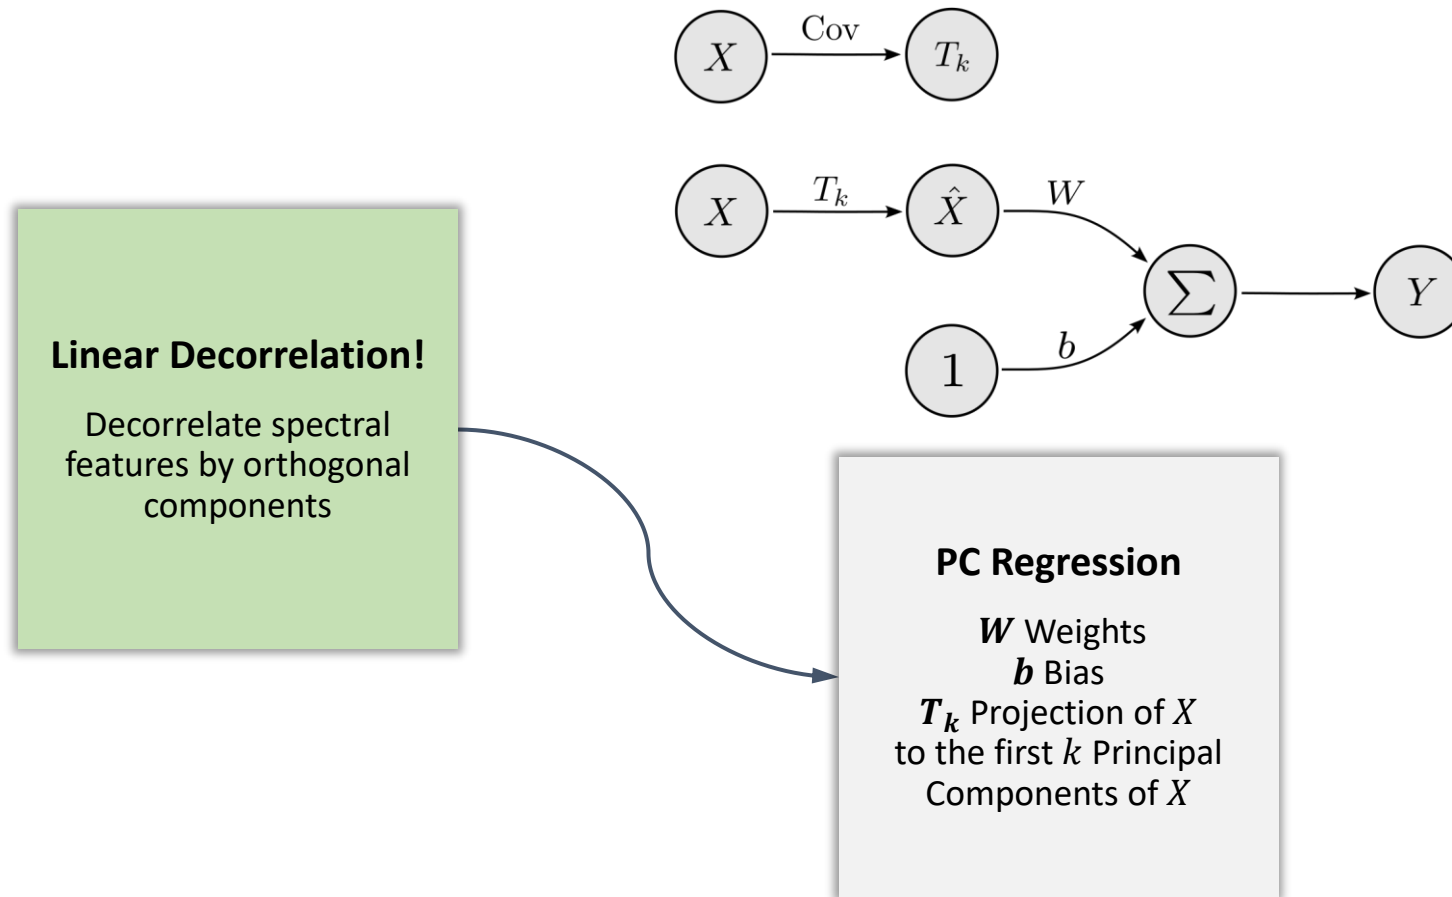 Cov
X
T_k
T_k
W
X
X̂
∑
Y
b
1
Linear Decorrelation!
Decorrelate spectral
features by orthogonal
components
PC Regression
W Weights
b Bias
T_k Projection of X
to the first k Principal
Components of X